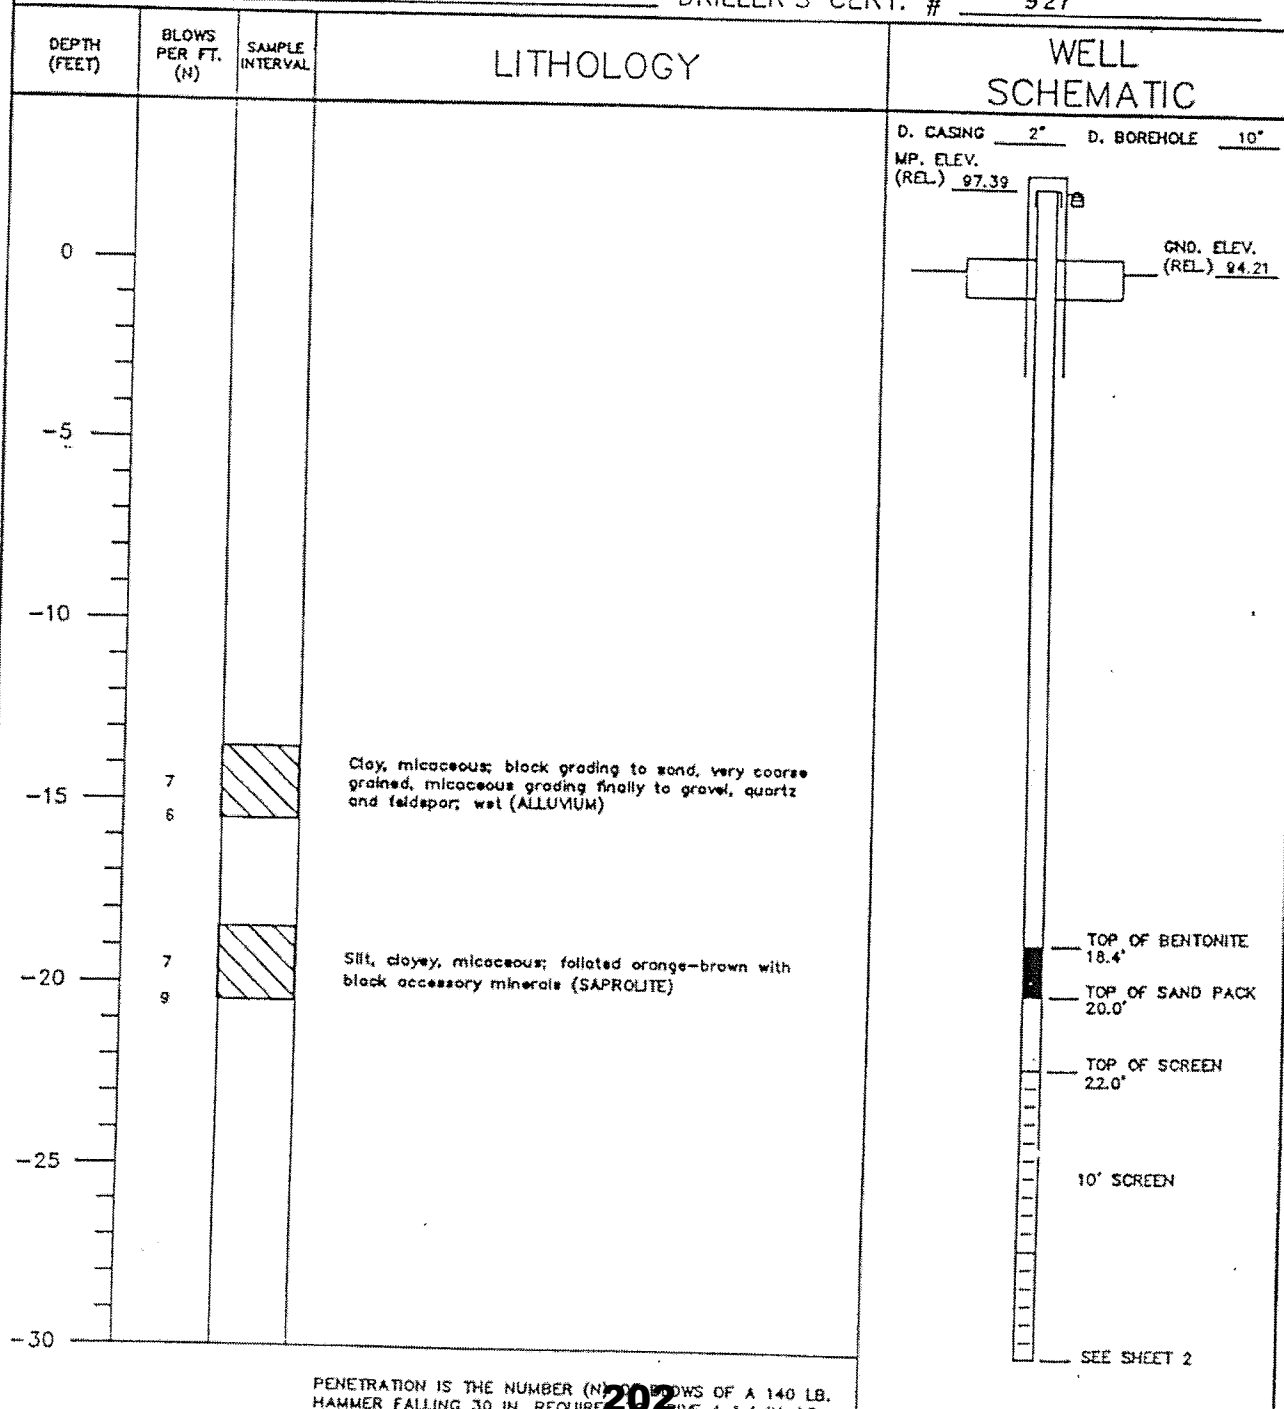 DRILLER'S CERT. # 927
DEPTH
(FEET)
BLOWS
PER FT.
(N)
SAMPLE
INTERVAL
LITHOLOGY
WELL
SCHEMATIC
D. CASING 2" D. BOREHOLE 10"
MP. ELEV.
(REL.) 97.39
GND. ELEV.
(REL.) 94.21
0
-5
-10
-15
-20
-25
-30
7
6
Clay, micaceous; black grading to sand, very coarse
grained, micaceous grading finally to gravel, quartz
and feldspar; wet (ALLUVIUM)
7
9
Silt, clayey, micaceous; foliated orange-brown with
black accessory minerals (SAPROLITE)
TOP OF BENTONITE
18.4'
TOP OF SAND PACK
20.0'
TOP OF SCREEN
22.0'
10' SCREEN
SEE SHEET 2
PENETRATION IS THE NUMBER (N) OF BLOWS OF A 140 LB.
HAMMER FALLING 30 IN. REQUIRE
202